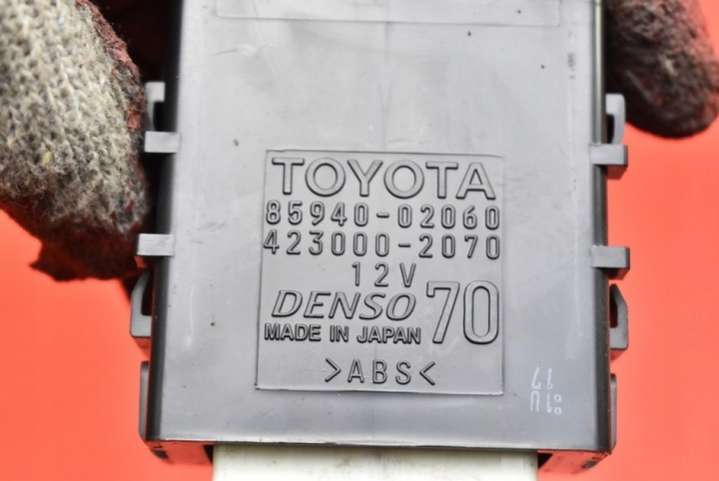 TOYOTA
85940-02060
423000-2070
12V
DENSO 70
MADE IN JAPAN
>ABS<